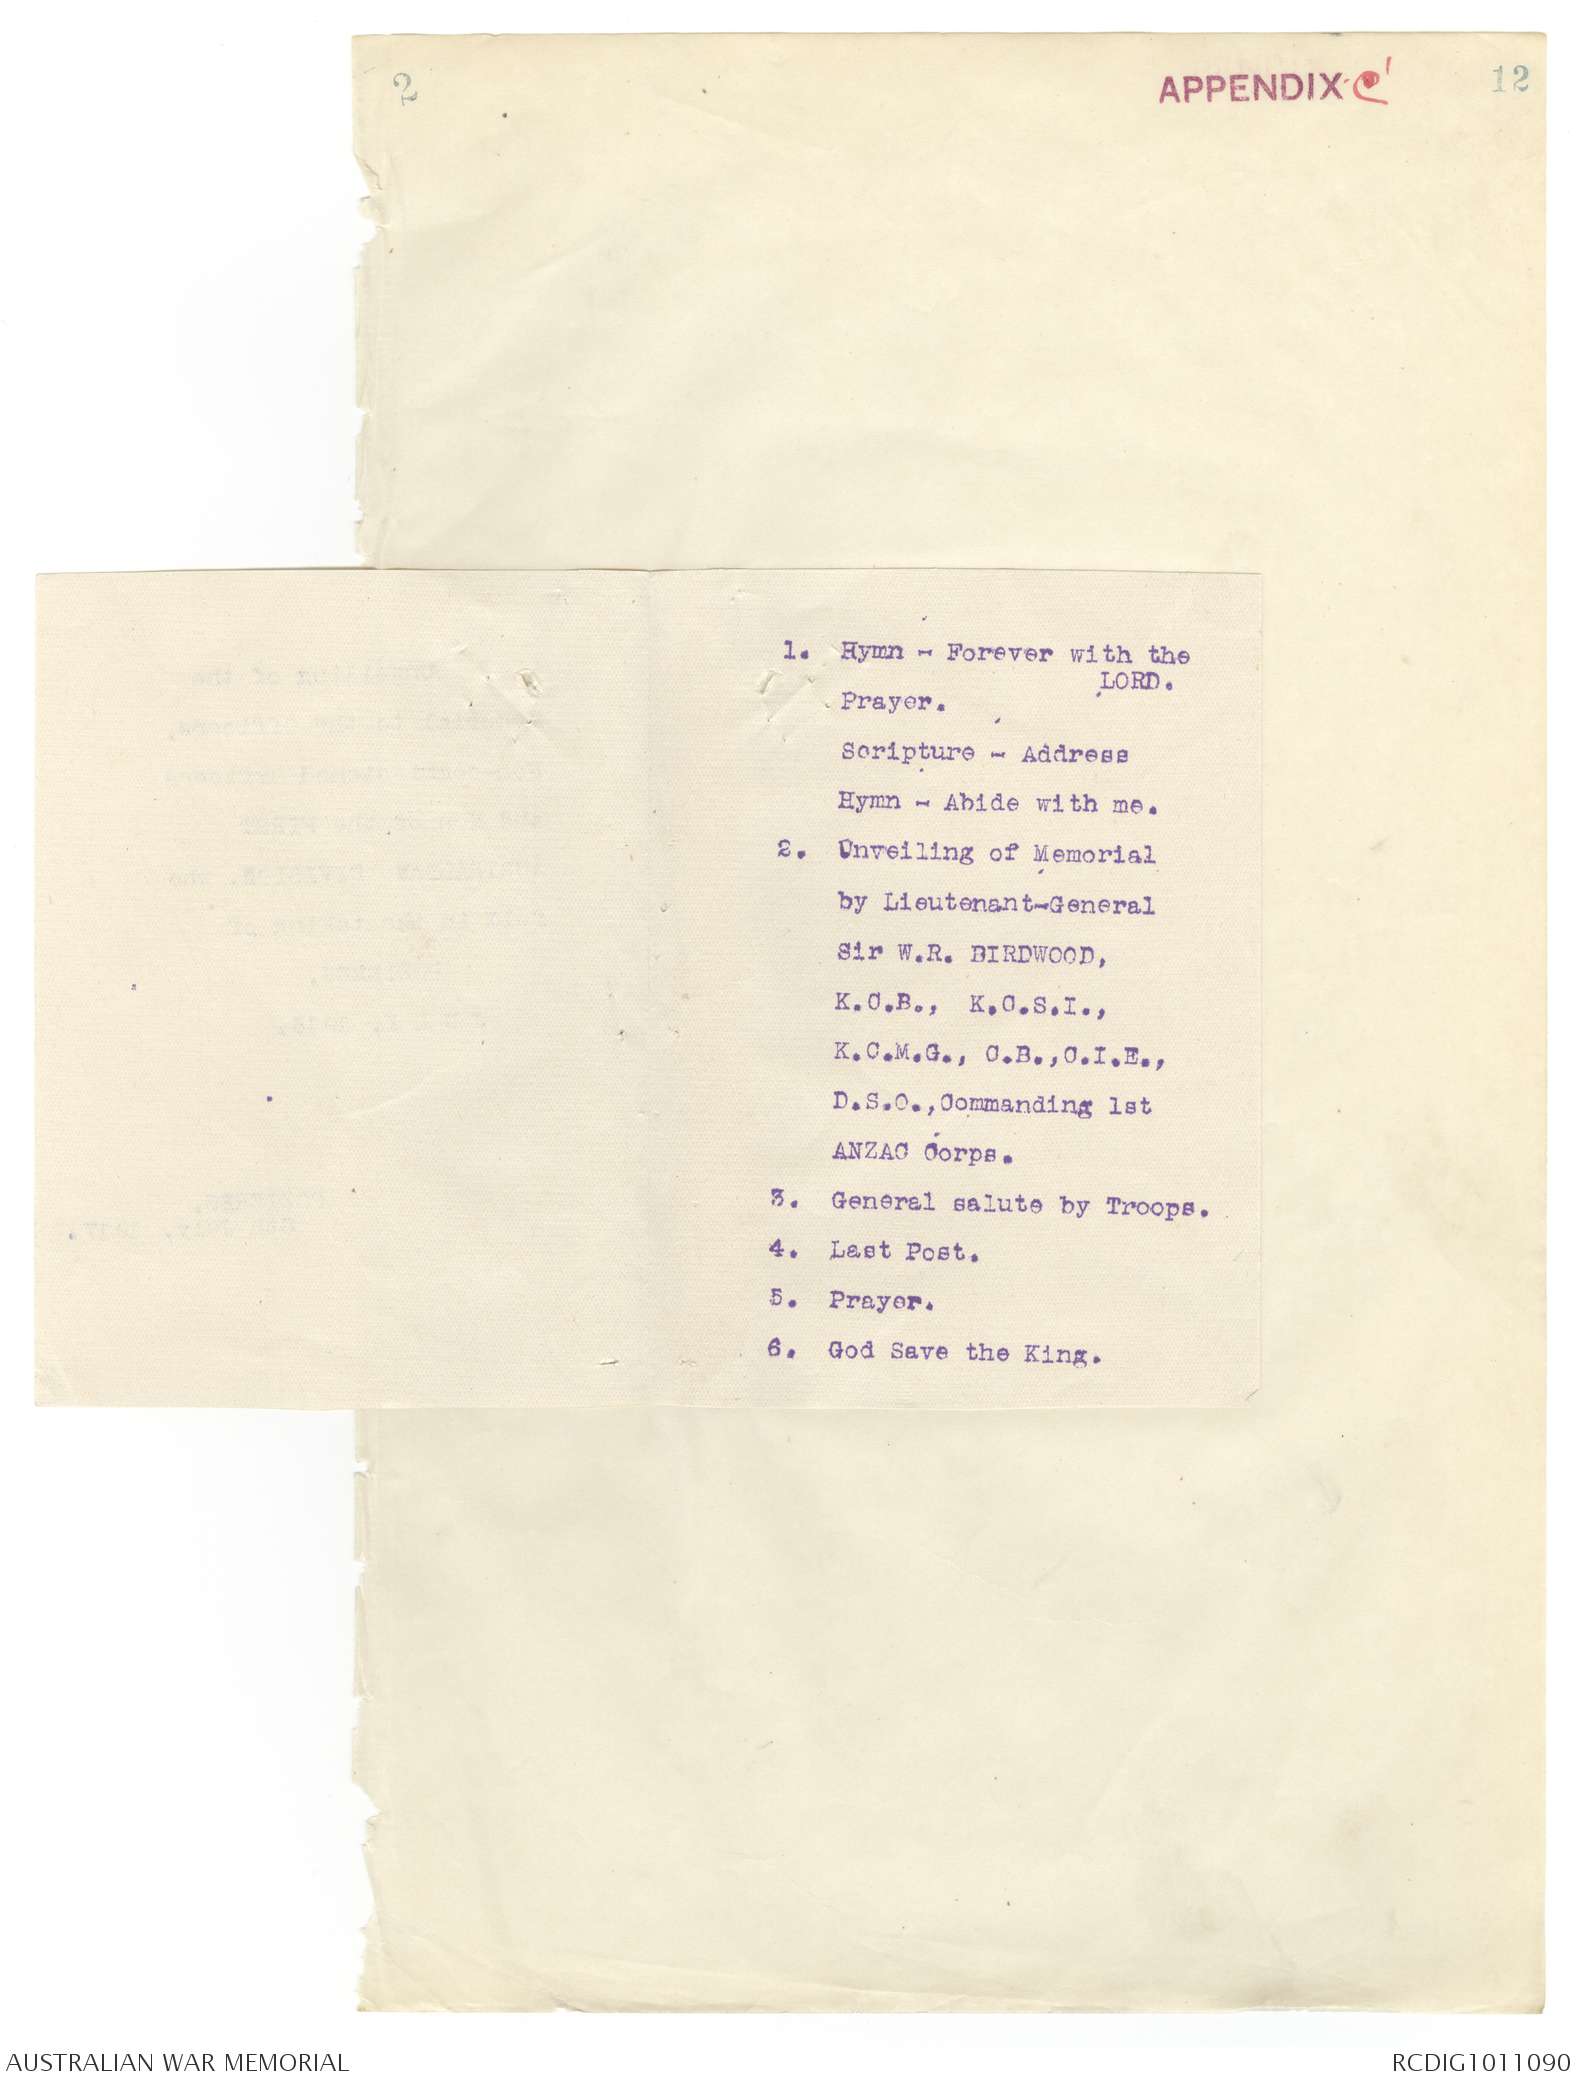 2
APPENDIX 'C'
12
1. Hymn - Forever with the
LORD.
Prayer.
Scripture - Address
Hymn - Abide with me.
2. Unveiling of Memorial
by Lieutenant-General
Sir W.R. BIRDWOOD,
K.C.B., K.C.S.I.,
K.C.M.G., C.B.,C.I.E.,
D.S.O.,Commanding 1st
ANZAC Corps.
3. General salute by Troops.
4. Last Post.
5. Prayer.
6. God Save the King.
AUSTRALIAN WAR MEMORIAL
RCDIG1011090